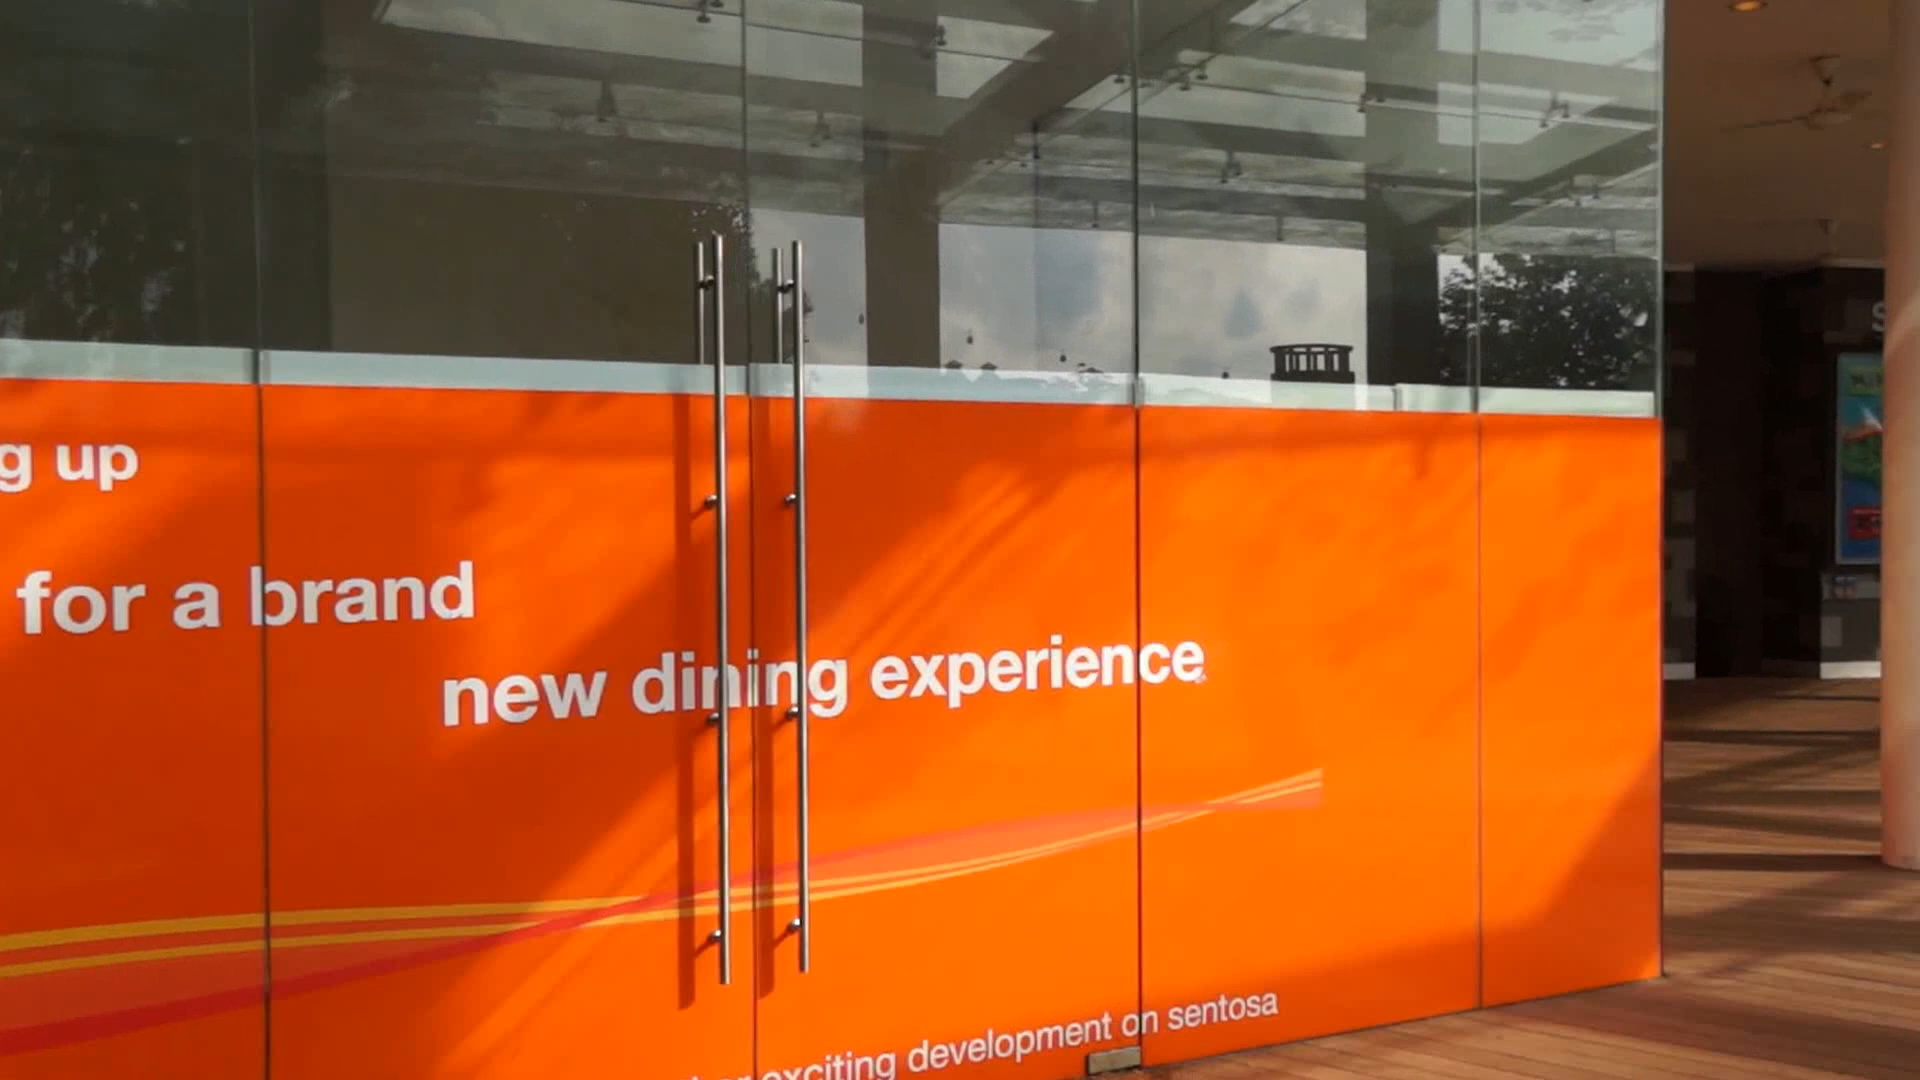 g up
for a brand
new dining experience
exciting development on sentosa